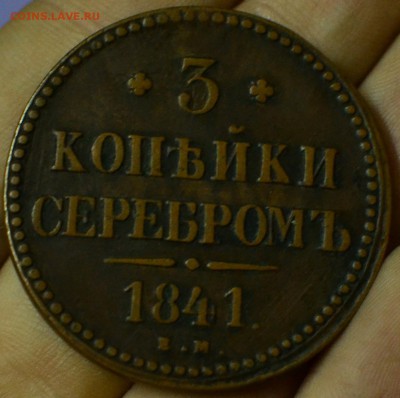 COINS.LAVE.RU
3
КОПѢЙКИ
СЕРЕБРОМЪ
1841.
Е.М.